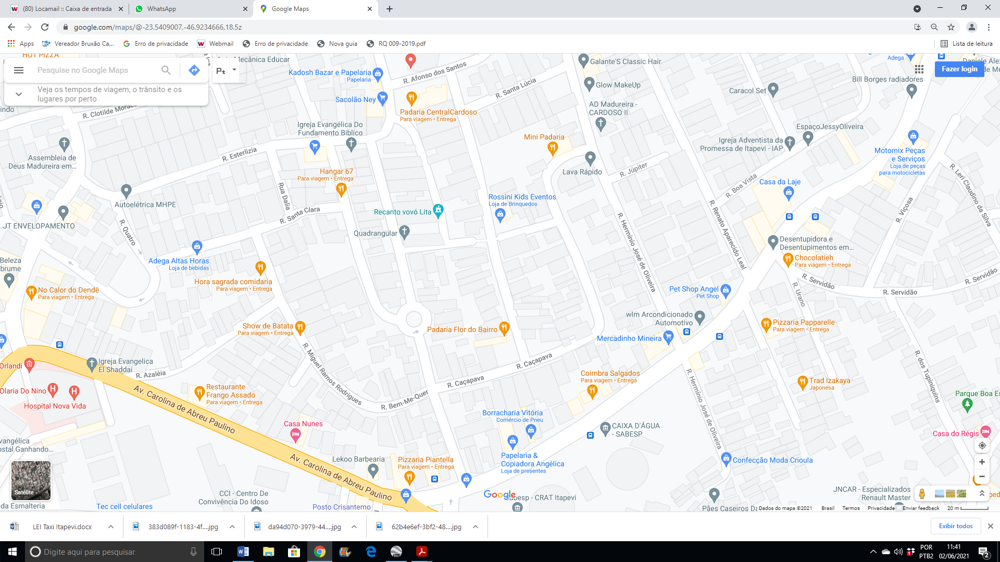 (80) Locamail :: Caixa de entrada
WhatsApp
Google Maps
google.com/maps/@-23.5409007,-46.9234666,18.5z
Apps
Vereador Bruxão Ca...
Erro de privacidade
Webmail
Erro de privacidade
Nova guia
RQ 009-2019.pdf
Lista de leitura
HOT PIZZA
Mecânica Educar
Pesquise no Google Maps
Veja os tempos de viagem, o trânsito e os
lugares por perto
Fazer login
Kadosh Bazar e Papelaria
Papelaria
R. Afonso dos Santos
Galante'S Classic Hair
Adega
Daniele Alex
Glow MakeUp
Bill Borges radiadores
R. Santa Lúcia
Caracol Set
Sacolão Ney
Padaria CentralCardoso
Para viagem • Entrega
AD Madureira -
CARDOSO II
R. Clotilde Moraes
Igreja Evangélica Do
Fundamento Biblico
EspaçoJessyOliveira
Mini Padaria
Igreja Adventista da
Promessa de Itapevi - IAP
Assembleia de
Deus Madureira em...
R. Esterlizia
Motomix Peças
e Serviços
Loja de peças
para motocicletas
Hangar 67
Para viagem • Entrega
Lava Rápido
R. Júpiter
R. Boa Vista
Casa da Laje
R. Leri Claudino da Silva
Rua Dalia
Autoelétrica MHPE
Rossini Kids Eventos
Loja de Brinquedos
R. Viçosa
R. Santa Clara
Recanto vovó Lita
R. Renato Aparecido Leal
JT ENVELOPAMENTO
R. Quatro
Quadrangular
R. Hermínio José de Oliveira
Desentupidora e
Desentupimentos em...
Adega Altas Horas
Loja de bebidas
Beleza
brume
Chocolatieh
Para viagem • Entrega
Hora sagrada comidaria
Para viagem • Entrega
R. Servidão
R. Servidão
R. Servidão
No Calor do Dendê
Para viagem • Entrega
Pet Shop Angel
Pet Shop
R. Urano
wlm Arcondicionado
Automotivo
Show de Batata
Para viagem • Entrega
Padaria Flor do Bairro
Pizzaria Papparelle
Para viagem • Entrega
Mercadinho Mineira
Orlandi
Igreja Evangelica
El Shaddai
R. Azaléia
R. Miguel Ramos Rodrigues
R. Caçapava
R. Caçapava
R. dos Tupiniquins
Coimbra Salgados
Para viagem • Entrega
R. Hermínio José de Oliveira
Trad Izakaya
Japonesa
Olaria Do Nino
Hospital Nova Vida
Av. Carolina de Abreu Paulino
Restaurante
Frango Assado
Para viagem • Entrega
R. Bem-Me-Quer
Parque Boa Es
Borracharia Vitória
Comércio de Pneu
Casa Nunes
CAIXA D'ÁGUA
- SABESP
Casa do Régis
vangélica
ostal Ganhando...
Papelaria &
Copiadora Angélica
Loja de presentes
Lekoo Barbearia
Pizzaria Piantella
Para viagem • Entrega
Confecção Moda Crioula
Av. Carolina de Abreu Paulino
Satélite
CCI - Centro De
Convivência Do Idoso
Google
Sabesp - CRAT Itapevi
JNCAR - Especializados
Renault Master
da Esmalteria
Tec cell celulares
Posto Crisantemo
Pães Caseiros Da
Dados do mapa ©2021
Brasil
Termos
Privacidade
Enviar feedback
20 m
LEI Taxi Itapevi.docx
383d089f-1183-4f....jpg
da94d070-3979-44....jpg
62b4e6ef-3bf2-48....jpg
Exibir todos
Digite aqui para pesquisar
POR
PTB2
11:41
02/06/2021
2